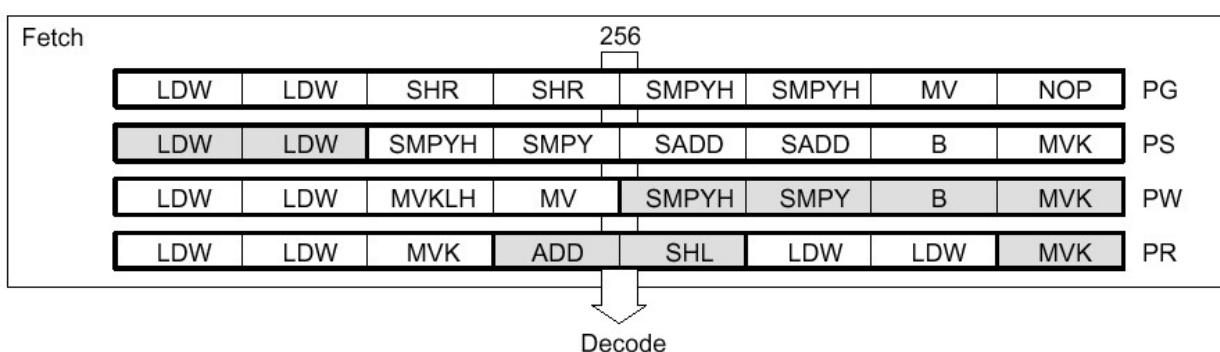 Fetch 256
LDW LDW SHR SHR SMPYH SMPYH MV NOP PG
LDW LDW SMPYH SMPY SADD SADD B MVK PS
LDW LDW MVKLH MV SMPYH SMPY B MVK PW
LDW LDW MVK ADD SHL LDW LDW MVK PR
Decode